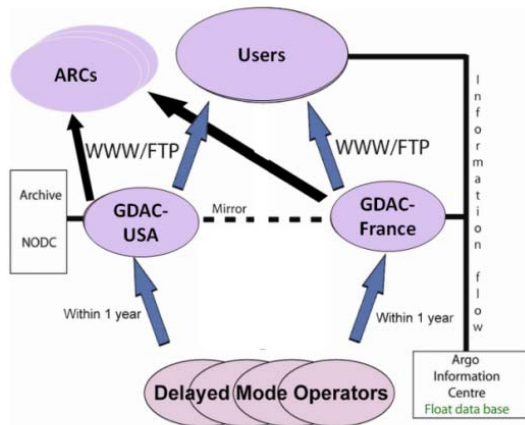 ARCs
Users
WWW/FTP
WWW/FTP
Archive
NODC
GDAC-
USA
Mirror
GDAC-
France
Information flow
Within 1 year
Within 1 year
Delayed Mode Operators
Argo
Information
Centre
Float data base